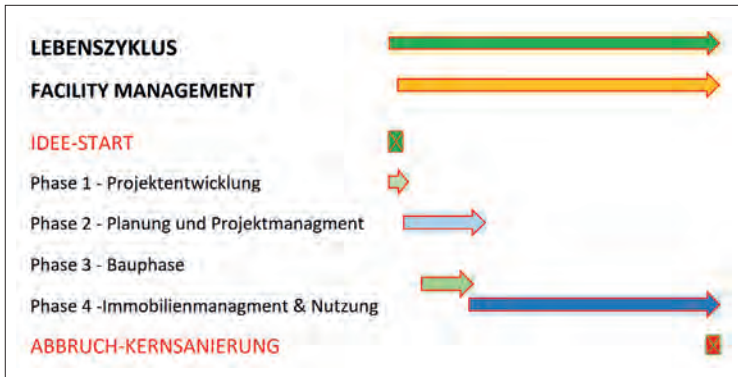 LEBENSZYKLUS
FACILITY MANAGEMENT
IDEE-START
Phase 1 - Projektentwicklung
Phase 2 - Planung und Projektmanagment
Phase 3 - Bauphase
Phase 4 -Immobilienmanagment & Nutzung
ABBRUCH-KERNSANIERUNG